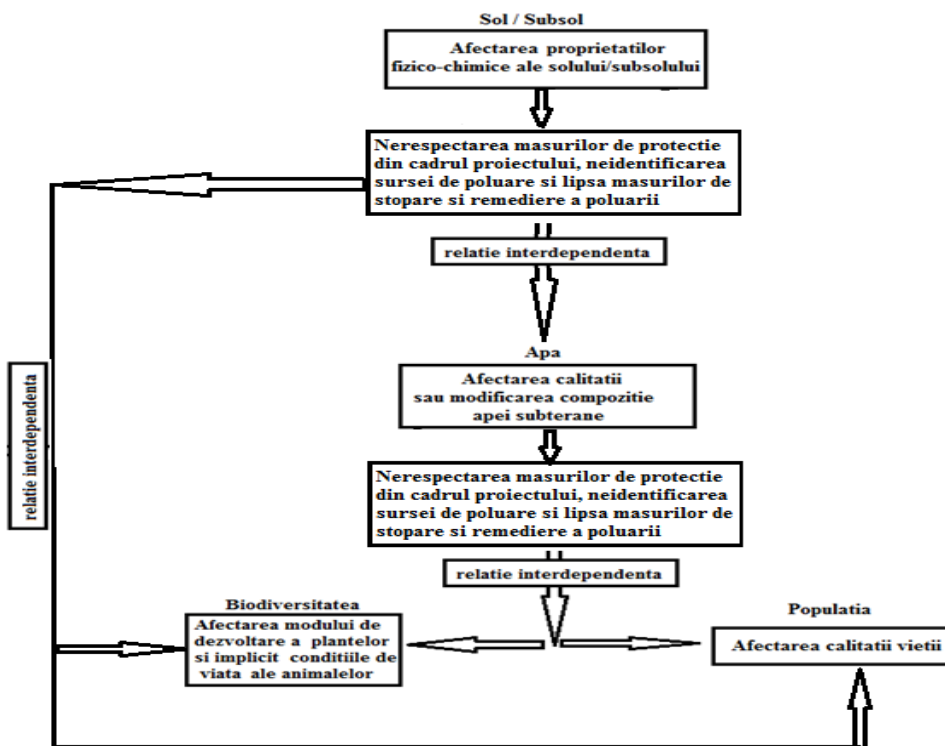 Sol / Subsol
Afectarea proprietatilor
fizico-chimice ale solului/subsolului
Nerespectarea masurilor de protectie
din cadrul proiectului, neidentificarea
sursei de poluare si lipsa masurilor de
stopare si remediere a poluarii
relatie interdependenta
relatie interdependenta
Apa
Afectarea calitatii
sau modificarea compozitie
apei subterane
Nerespectarea masurilor de protectie
din cadrul proiectului, neidentificarea
sursei de poluare si lipsa masurilor de
stopare si remediere a poluarii
relatie interdependenta
Biodiversitatea
Afectarea modului de
dezvoltare a plantelor
si implicit conditiile de
viata ale animalelor
Populatia
Afectarea calitatii vietii